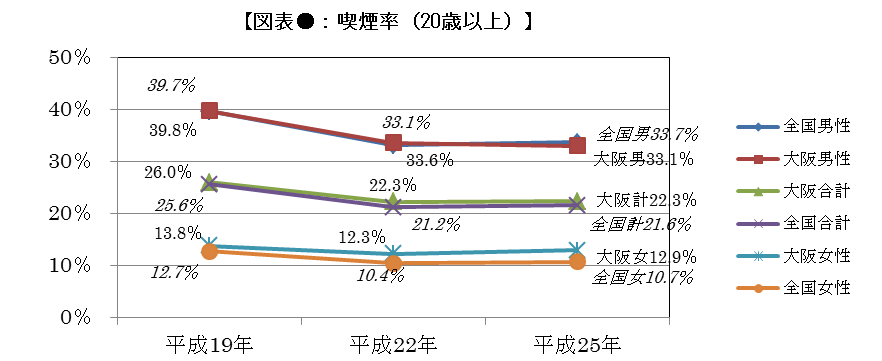 【図表●：喫煙率（20歳以上）】
50%
40%
30%
20%
10%
0%
39.7%
39.8%
33.1%
33.6%
全国男33.7%
大阪男33.1%
26.0%
25.6%
22.3%
21.2%
大阪計22.3%
全国計21.6%
13.8%
12.7%
12.3%
10.4%
大阪女12.9%
全国女10.7%
平成19年
平成22年
平成25年
全国男性
大阪男性
大阪合計
全国合計
大阪女性
全国女性